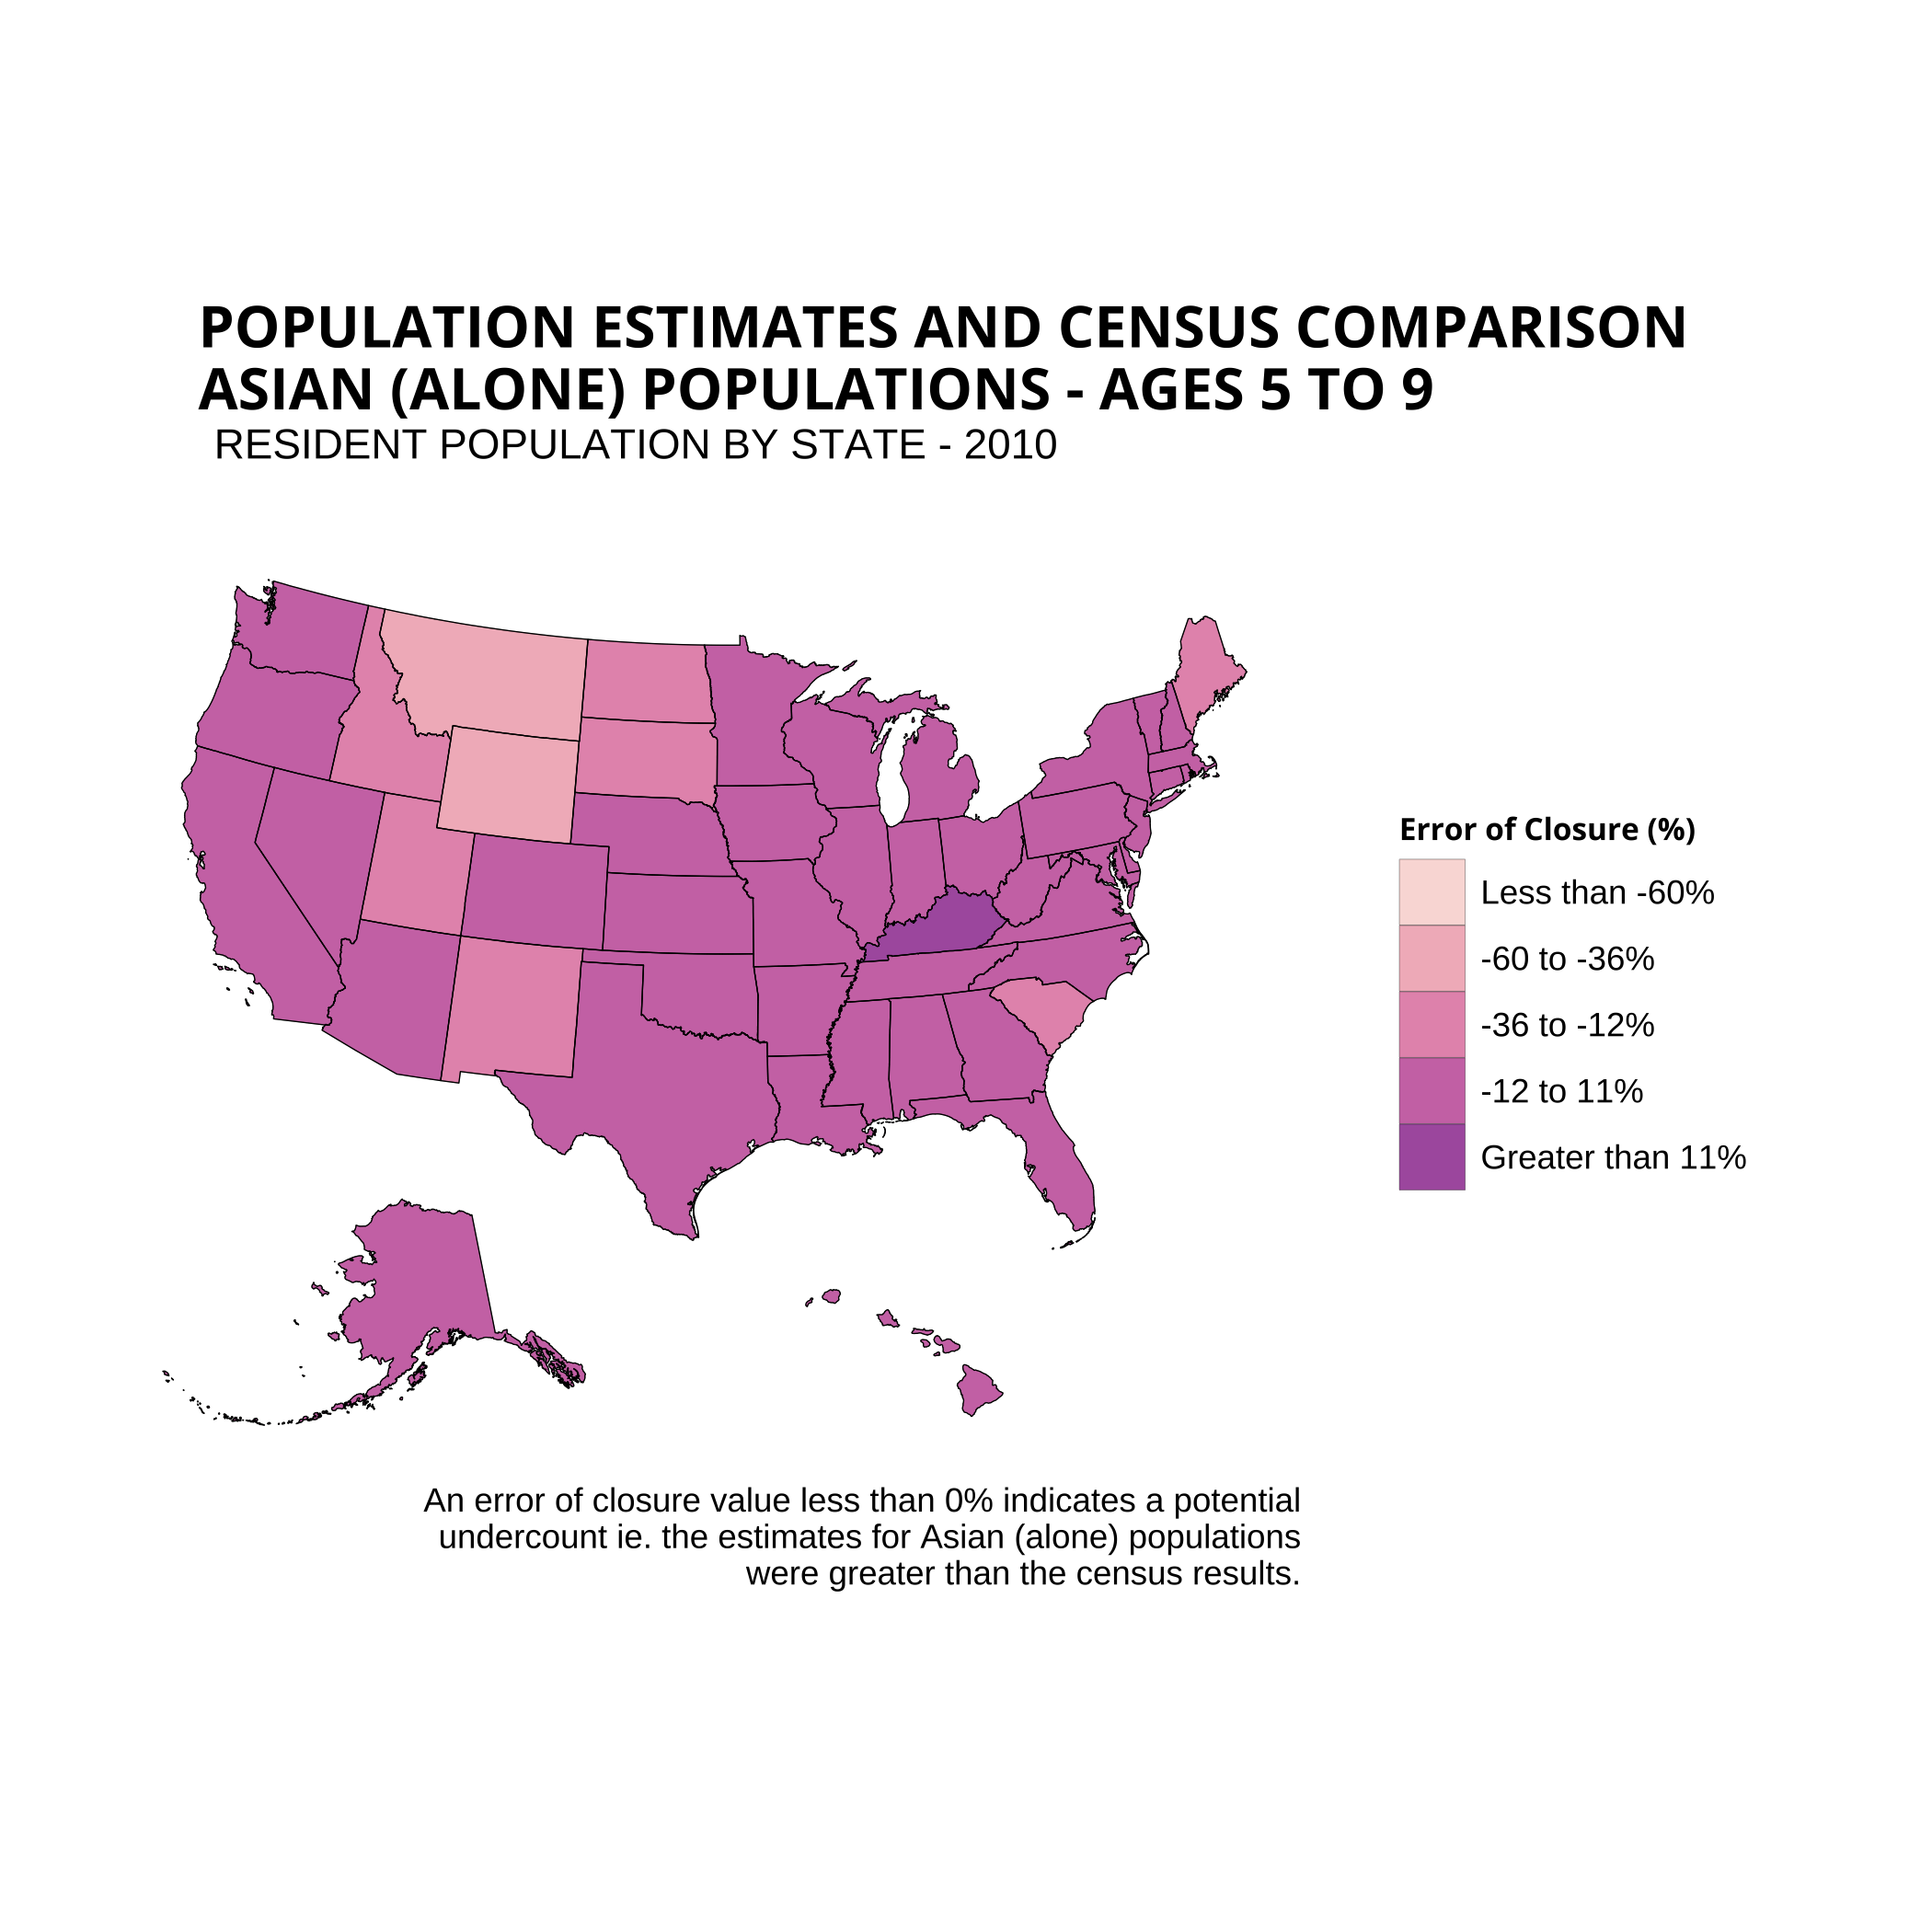 POPULATION ESTIMATES AND CENSUS COMPARISON
ASIAN (ALONE) POPULATIONS - AGES 5 TO 9
RESIDENT POPULATION BY STATE - 2010
Error of Closure (%)
Less than -60%
-60 to -36%
-36 to -12%
-12 to 11%
Greater than 11%
An error of closure value less than 0% indicates a potential
undercount ie. the estimates for Asian (alone) populations
were greater than the census results.